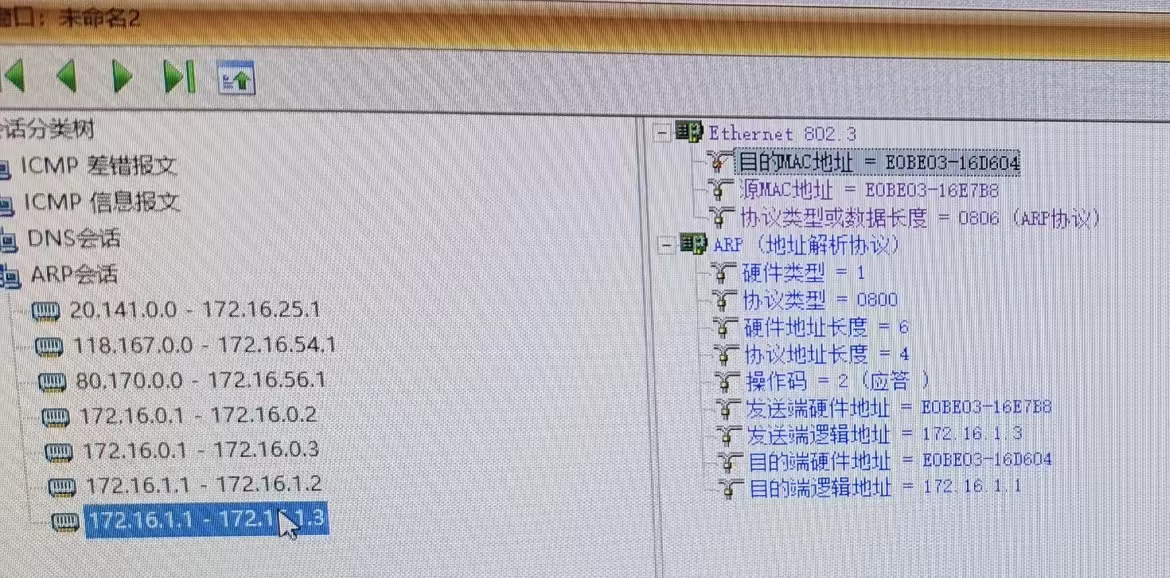 窗口：未命名2
会话分类树
ICMP 差错报文
ICMP 信息报文
DNS会话
ARP会话
20.141.0.0 - 172.16.25.1
118.167.0.0 - 172.16.54.1
80.170.0.0 - 172.16.56.1
172.16.0.1 - 172.16.0.2
172.16.0.1 - 172.16.0.3
172.16.1.1 - 172.16.1.2
172.16.1.1 - 172.16.1.3
Ethernet 802.3
目的MAC地址 = E0BE03-16D604
源MAC地址 = E0BE03-16E7B8
协议类型或数据长度 = 0806 (ARP协议)
ARP (地址解析协议)
硬件类型 = 1
协议类型 = 0800
硬件地址长度 = 6
协议地址长度 = 4
操作码 = 2 (应答 )
发送端硬件地址 = E0BE03-16E7B8
发送端逻辑地址 = 172.16.1.3
目的端硬件地址 = E0BE03-16D604
目的端逻辑地址 = 172.16.1.1